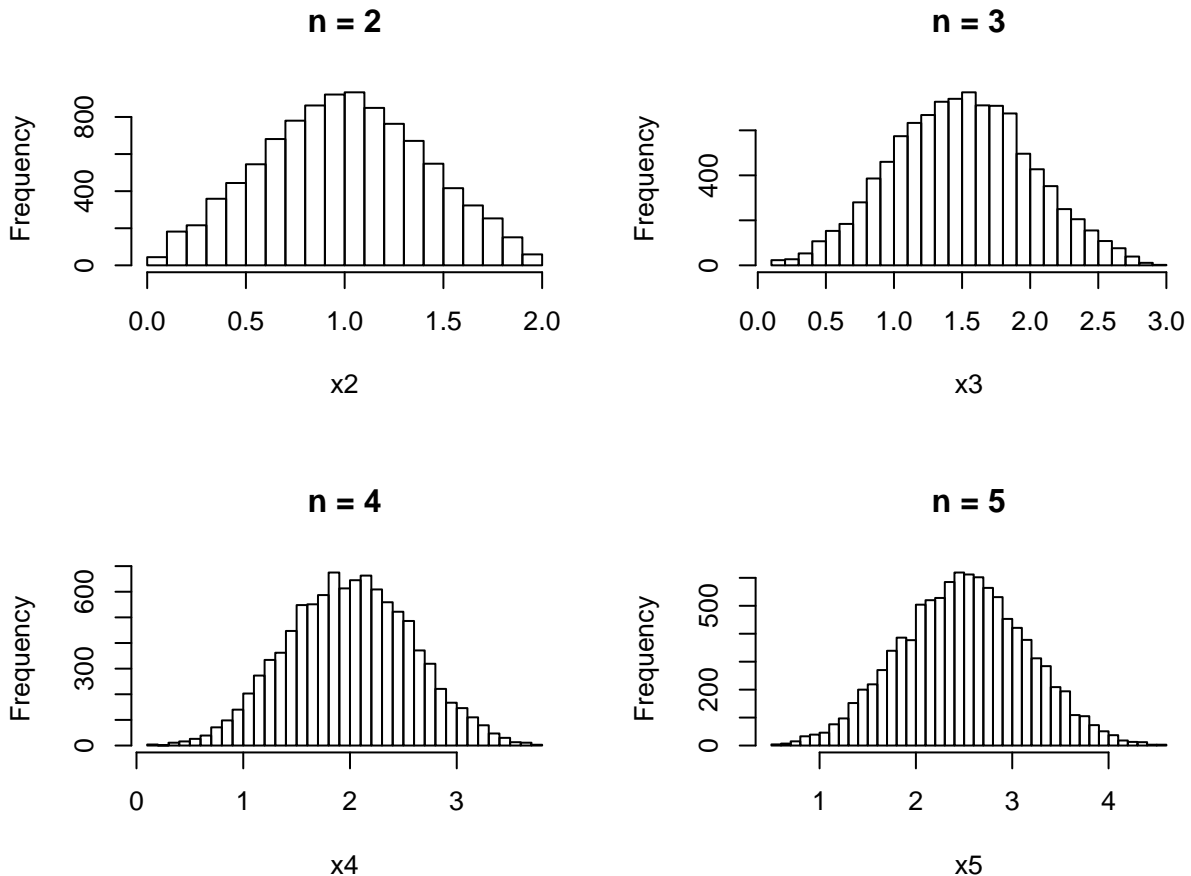 n = 2
Frequency
0 400 800
0.0 0.5 1.0 1.5 2.0
x2
n = 3
Frequency
0 400
0.0 0.5 1.0 1.5 2.0 2.5 3.0
x3
n = 4
Frequency
0 300 600
0 1 2 3
x4
n = 5
Frequency
0 200 500
1 2 3 4
x5